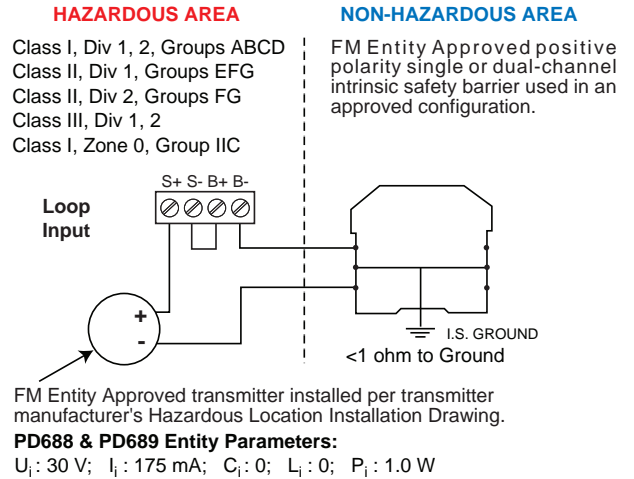 HAZARDOUS AREA
Class I, Div 1, 2, Groups ABCD
Class II, Div 1, Groups EFG
Class II, Div 2, Groups FG
Class III, Div 1, 2
Class I, Zone 0, Group IIC
NON-HAZARDOUS AREA
FM Entity Approved positive
polarity single or dual-channel
intrinsic safety barrier used in an
approved configuration.
S+ S- B+ B-
Loop
Input
+
-
I.S. GROUND
<1 ohm to Ground
FM Entity Approved transmitter installed per transmitter
manufacturer's Hazardous Location Installation Drawing.
PD688 & PD689 Entity Parameters:
Ui : 30 V; Ii : 175 mA; Ci : 0; Li : 0; Pi : 1.0 W